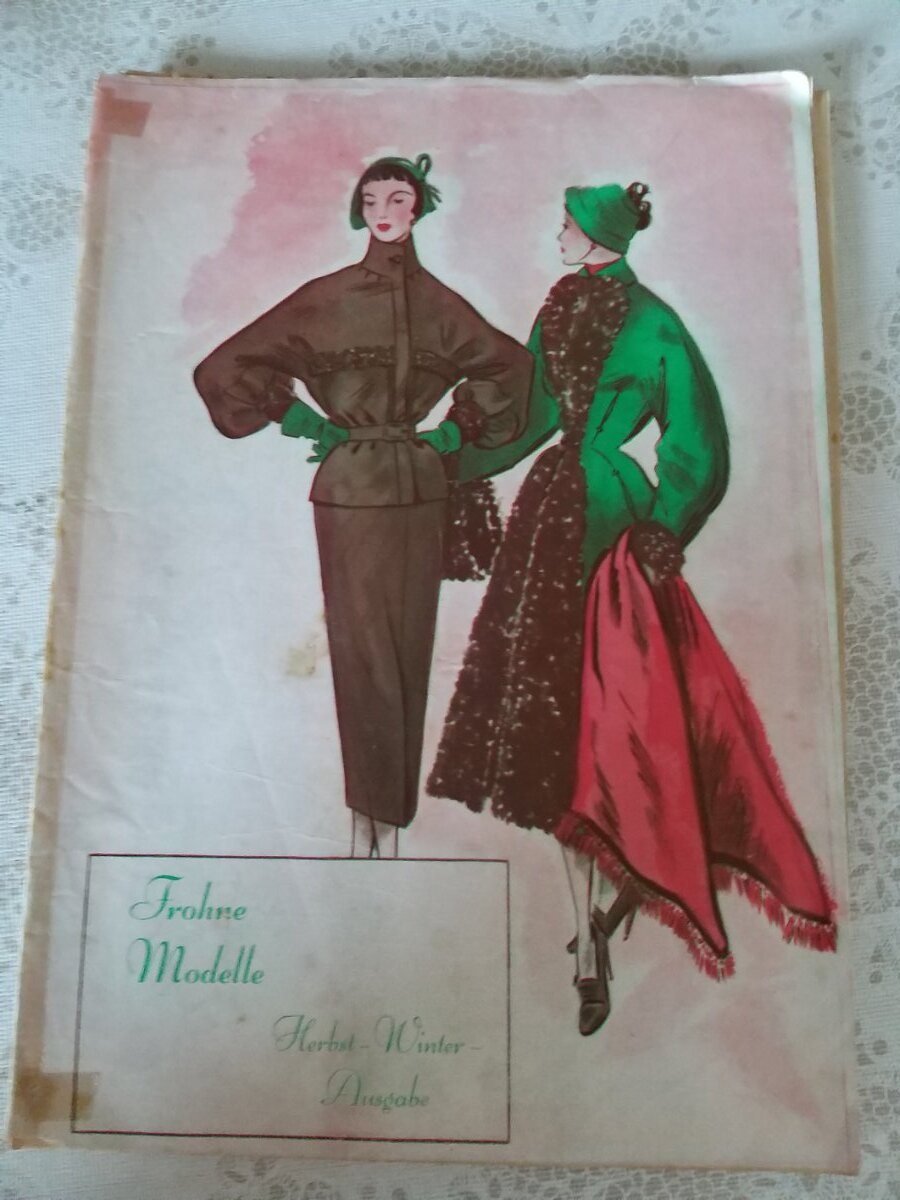 Frohne
Modelle
Herbst - Winter -
Ausgabe